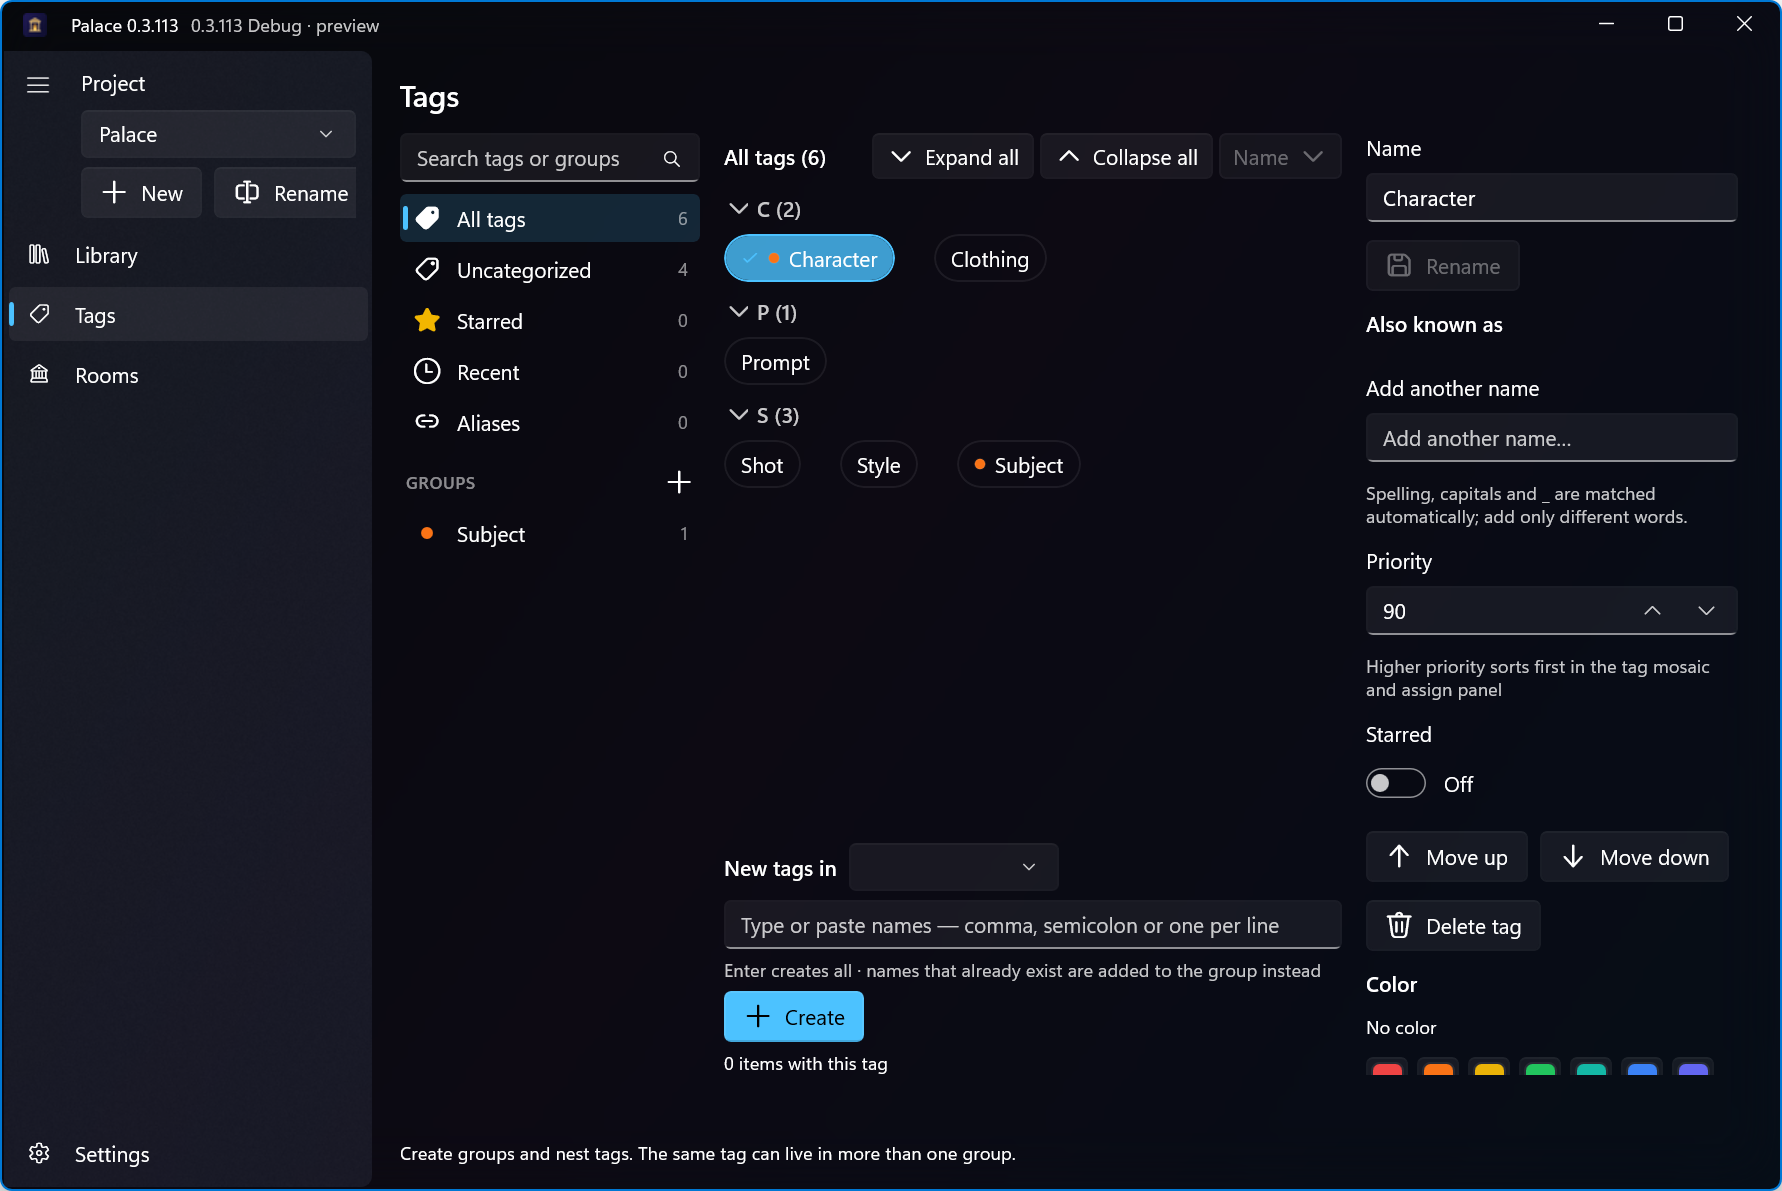 Palace 0.3.113 0.3.113 Debug · preview
Project
Palace
New
Rename
Library
Tags
Rooms
Settings
Tags
Search tags or groups
All tags 6
Uncategorized 4
Starred 0
Recent 0
Aliases 0
GROUPS
Subject 1
All tags (6)
Expand all
Collapse all
Name
C (2)
Character
Clothing
P (1)
Prompt
S (3)
Shot
Style
Subject
New tags in
Type or paste names — comma, semicolon or one per line
Enter creates all · names that already exist are added to the group instead
Create
0 items with this tag
Name
Character
Rename
Also known as
Add another name
Add another name...
Spelling, capitals and _ are matched
automatically; add only different words.
Priority
90
Higher priority sorts first in the tag mosaic
and assign panel
Starred
Off
Move up
Move down
Delete tag
Color
No color
Create groups and nest tags. The same tag can live in more than one group.